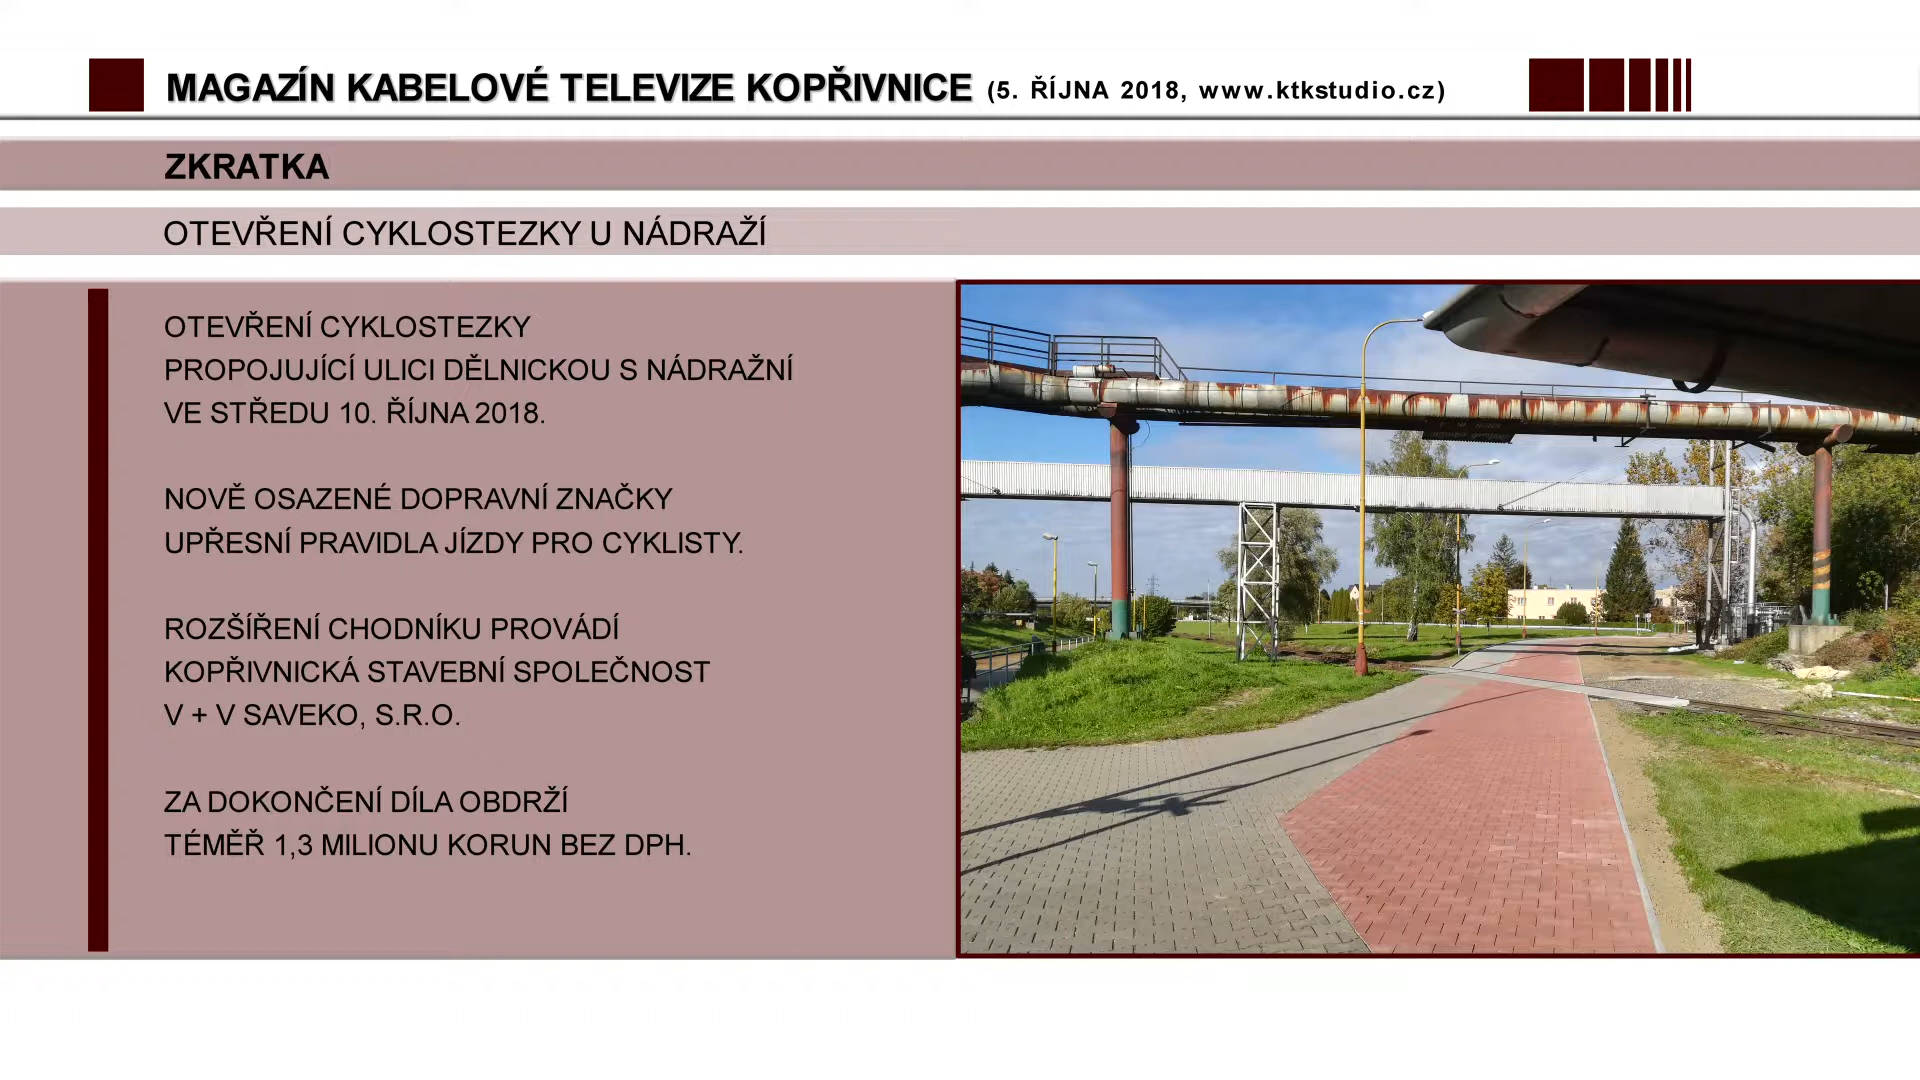 MAGAZÍN KABELOVÉ TELEVIZE KOPŘIVNICE (5. ŘÍJNA 2018, www.ktkstudio.cz)
ZKRATKA
OTEVŘENÍ CYKLOSTEZKY U NÁDRAŽÍ
OTEVŘENÍ CYKLOSTEZKY
PROPOJUJÍCÍ ULICI DĚLNICKOU S NÁDRAŽNÍ
VE STŘEDU 10. ŘÍJNA 2018.
NOVĚ OSAZENÉ DOPRAVNÍ ZNAČKY
UPŘESNÍ PRAVIDLA JÍZDY PRO CYKLISTY.
ROZŠÍŘENÍ CHODNÍKU PROVÁDÍ
KOPŘIVNICKÁ STAVEBNÍ SPOLEČNOST
V + V SAVEKO, S.R.O.
ZA DOKONČENÍ DÍLA OBDRŽÍ
TÉMĚŘ 1,3 MILIONU KORUN BEZ DPH.